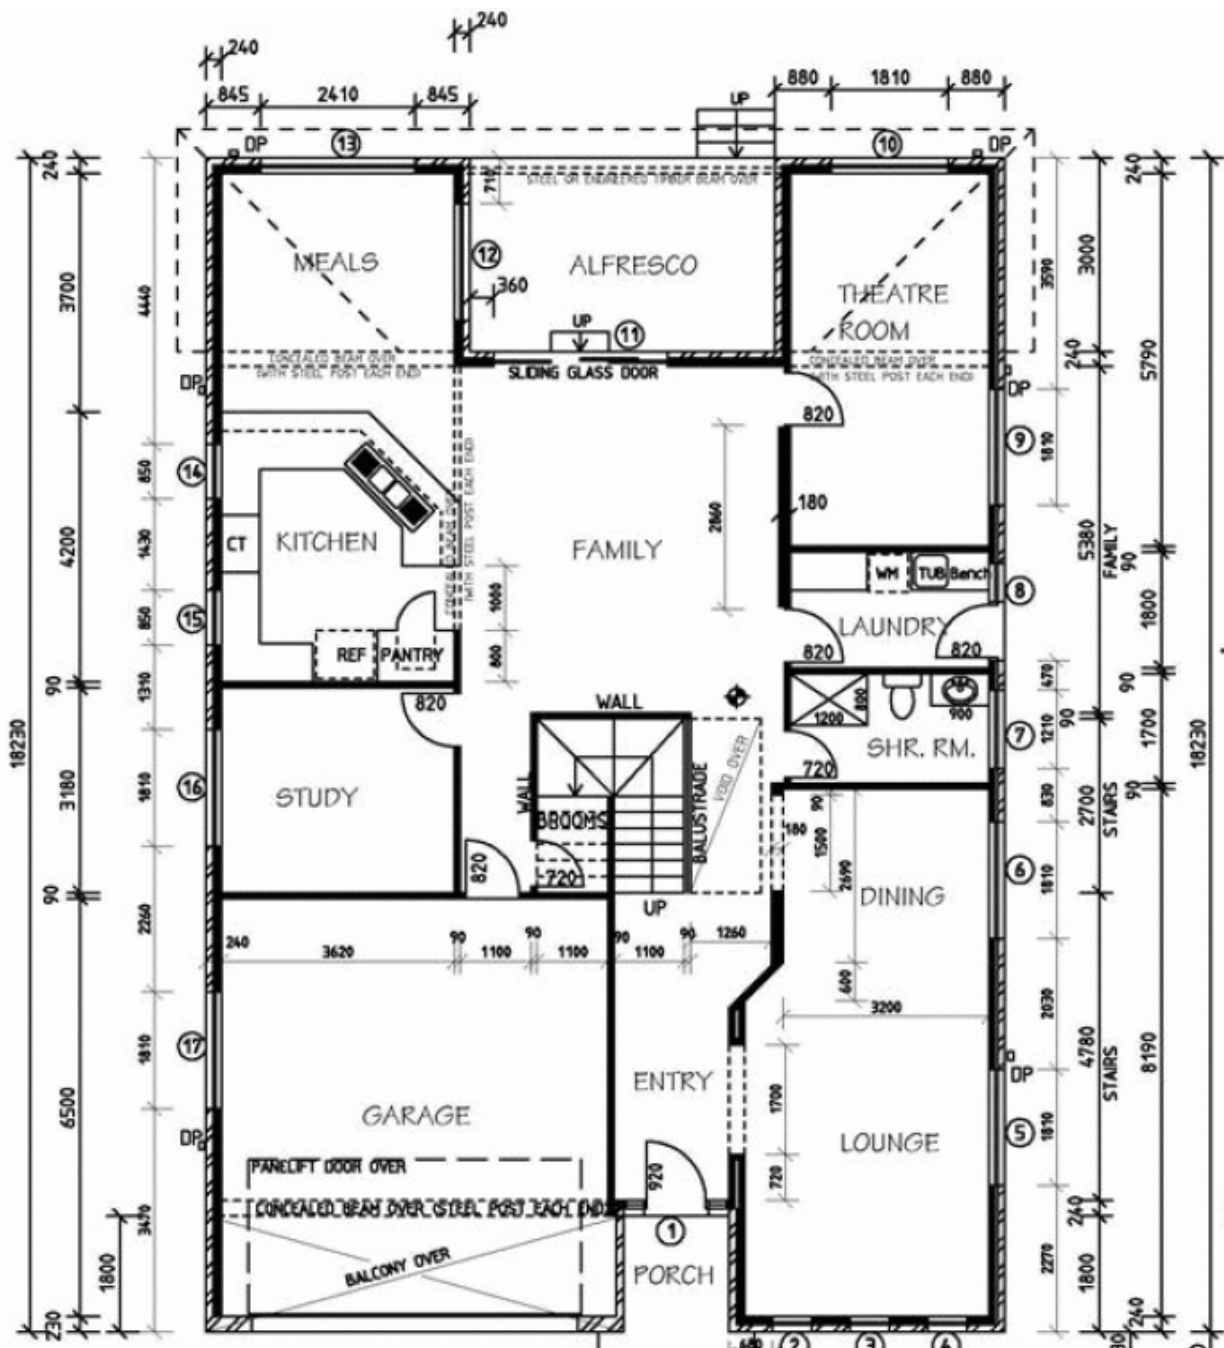 240
240
845
2410
845
UP
880
1810
880
DP
13
10
DP
240
STEEL OR ENGINEERED TIMBER BEAM OVER
710
240
MEALS
12
ALFRESCO
THEATRE
ROOM
3000
3590
3700
4440
360
UP
11
CONCEALED BEAM OVER
(WITH STEEL POST EACH END)
SLIDING GLASS DOOR
CONCEALED BEAM OVER
(WITH STEEL POST EACH END)
240
5790
DP
DP
820
9
1810
14
850
CONCEALED BEAM OVER
(WITH STEEL POST EACH END)
2860
180
KITCHEN
CT
1430
4200
FAMILY
5380
FAMILY
90
WM
TUB
Bench
8
15
850
1000
LAUNDRY
1800
REF
PANTRY
800
820
820
90
1310
820
WALL
800
1200
900
470
90
18230
18230
16
1810
3180
STUDY
WALL
BROOMS
BALUSTRADE
VOID OVER
SHR. RM.
720
7
1210
90
1700
830
2700
STAIRS
90
90
180
1500
2690
820
720
6
1810
DINING
90
UP
2260
240
3620
90
1100
90
1100
90
1100
90
1260
600
3200
2030
17
1810
ENTRY
1700
DP
4780
STAIRS
8190
6500
GARAGE
LOUNGE
5
1810
DP
PANELIFT DOOR OVER
920
720
CONCEALED BEAM OVER (STEEL POST EACH END)
240
3470
1
BALCONY OVER
1800
PORCH
2270
1800
240
230
2
3
4